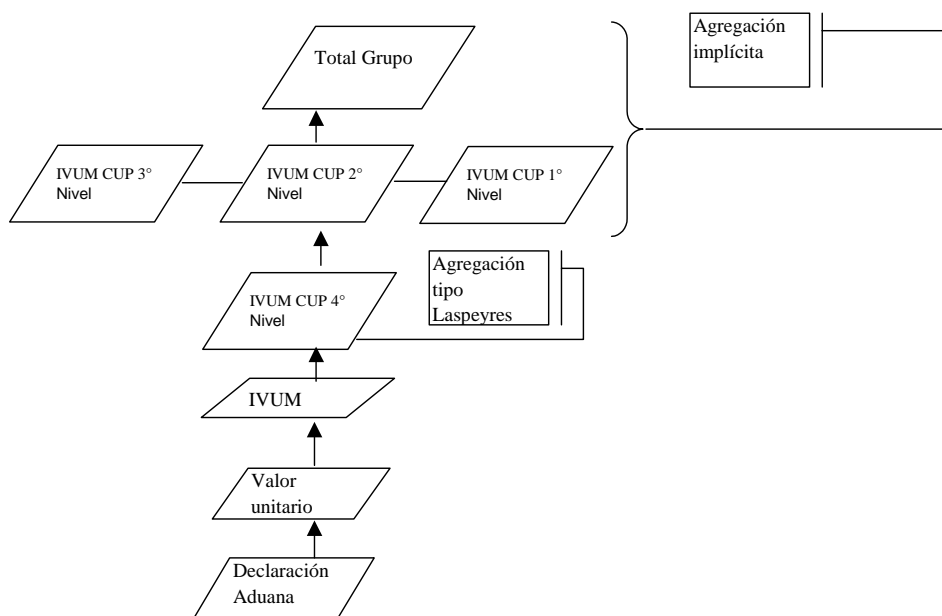 Total Grupo
Agregación
implícita
IVUM CUP 3°
Nivel
IVUM CUP 2°
Nivel
IVUM CUP 1°
Nivel
Agregación
tipo
Laspeyres
IVUM CUP 4°
Nivel
IVUM
Valor
unitario
Declaración
Aduana